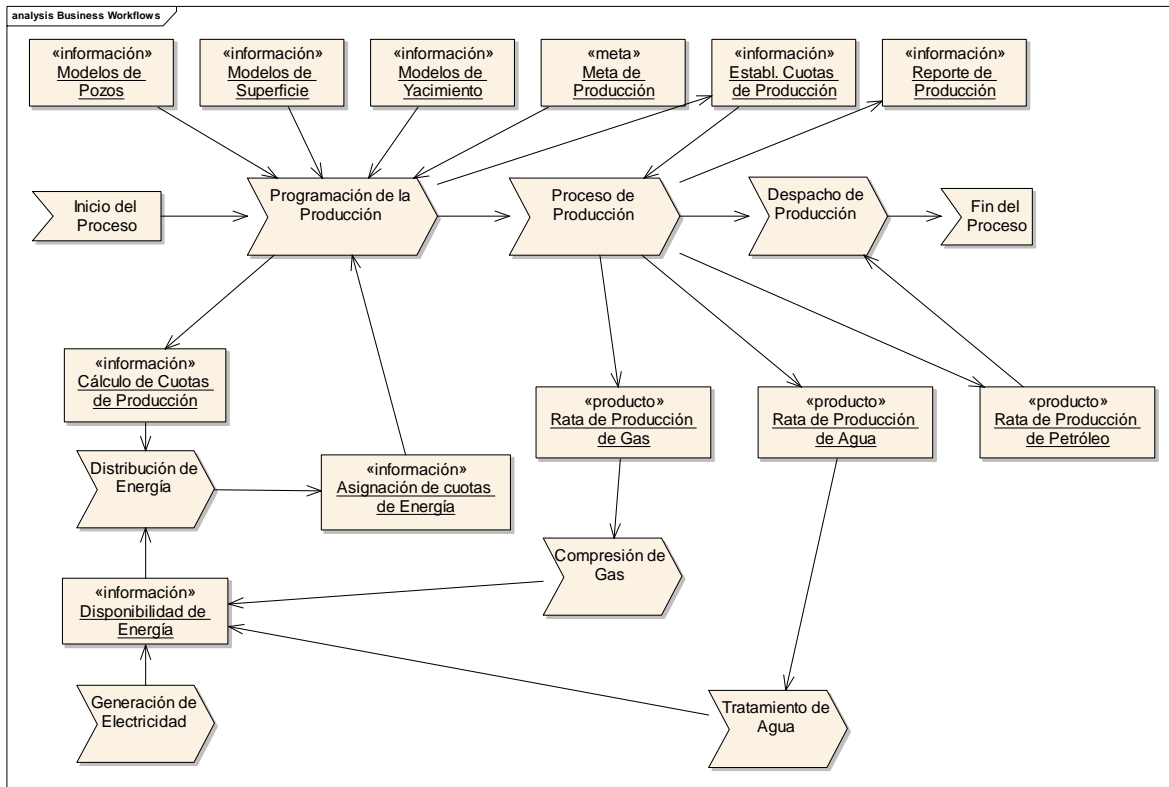 analysis Business Workflows
«información»
Modelos de
Pozos
«información»
Modelos de
Superficie
«información»
Modelos de
Yacimiento
«meta»
Meta de
Producción
«información»
Establ. Cuotas
de Producción
«información»
Reporte de
Producción
Inicio del
Proceso
Programación de la
Producción
Proceso de
Producción
Despacho de
Producción
Fin del
Proceso
«información»
Cálculo de Cuotas
de Producción
«producto»
Rata de Producción
de Gas
«producto»
Rata de Producción
de Agua
«producto»
Rata de Producción
de Petróleo
Distribución de
Energía
«información»
Asignación de cuotas
de Energía
Compresión de
Gas
«información»
Disponibilidad de
Energía
Generación de
Electricidad
Tratamiento de
Agua